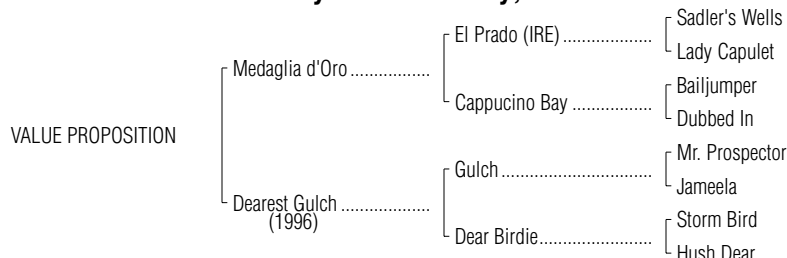 Sadler's Wells
El Prado (IRE)
Lady Capulet
Medaglia d'Oro
Bailjumper
Cappucino Bay
Dubbed In
VALUE PROPOSITION
Mr. Prospector
Gulch
Jameela
Dearest Gulch
(1996)
Storm Bird
Dear Birdie
Hush Dear